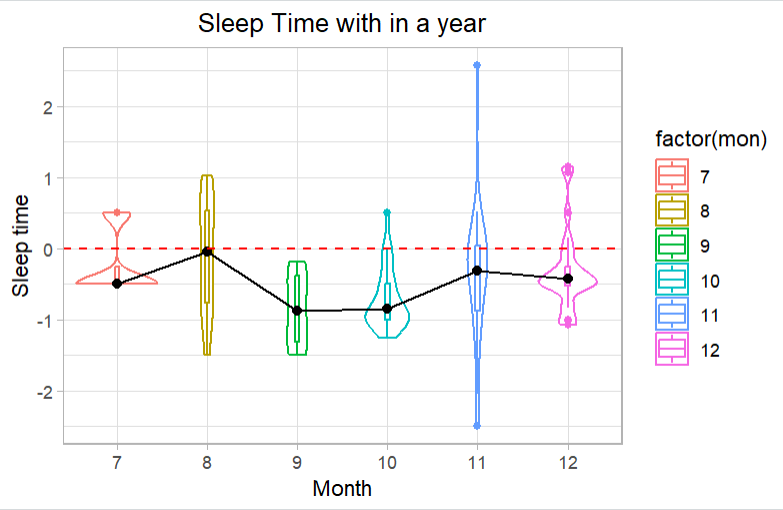 Sleep Time with in a year
Sleep time
2
1
0
-1
-2
7 8 9 10 11 12
Month
factor(mon)
7
8
9
10
11
12